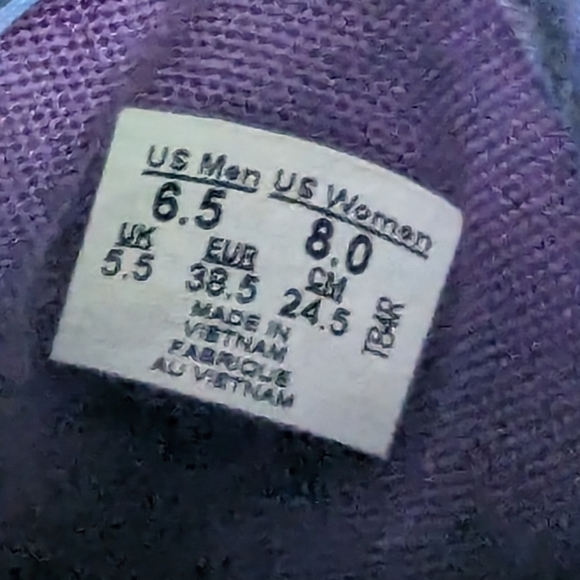 US Men US Women
6.5 8.0
UK EUR CM
5.5 38.5 24.5
TB4R
MADE IN
VIETNAM
FABRIQUE
AU VIETNAM